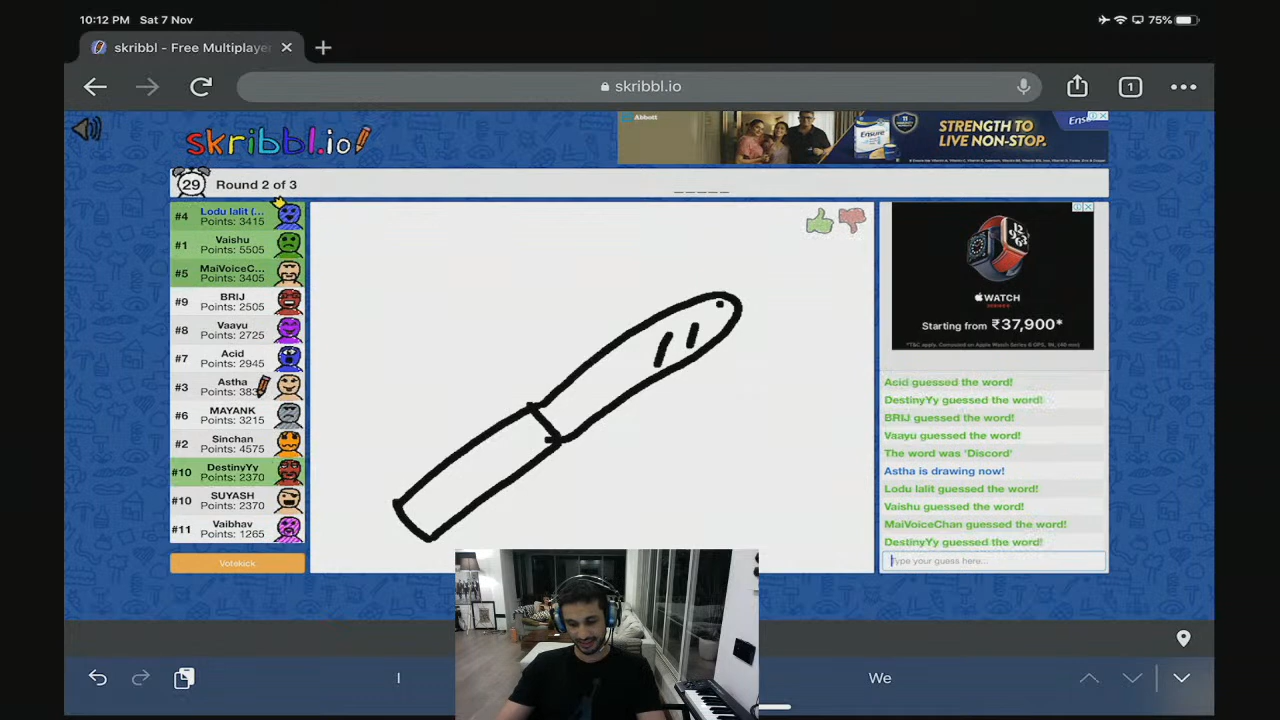 10:12 PM Sat 7 Nov
75%
skribbl - Free Multiplaye
skribbl.io
1
skribbl.io
Abbott
STRENGTH TO
LIVE NON-STOP.
Ensure
29
Round 2 of 3
_ _ _ _ _
#4 Lodu lalit (...
Points: 3415
#1 Vaishu
Points: 5505
#5 MaiVoiceC...
Points: 3405
#9 BRIJ
Points: 2505
#8 Vaayu
Points: 2725
#7 Acid
Points: 2945
#3 Astha
Points: 383
#6 MAYANK
Points: 3215
#2 Sinchan
Points: 4575
#10 DestinyYy
Points: 2370
#10 SUYASH
Points: 2370
#11 Vaibhav
Points: 1265
Votekick
WATCH
Starting from ₹37,900*
Acid guessed the word!
DestinyYy guessed the word!
BRIJ guessed the word!
Vaayu guessed the word!
The word was 'Discord'
Astha is drawing now!
Lodu lalit guessed the word!
Vaishu guessed the word!
MaiVoiceChan guessed the word!
DestinyYy guessed the word!
Type your guess here...
I
We